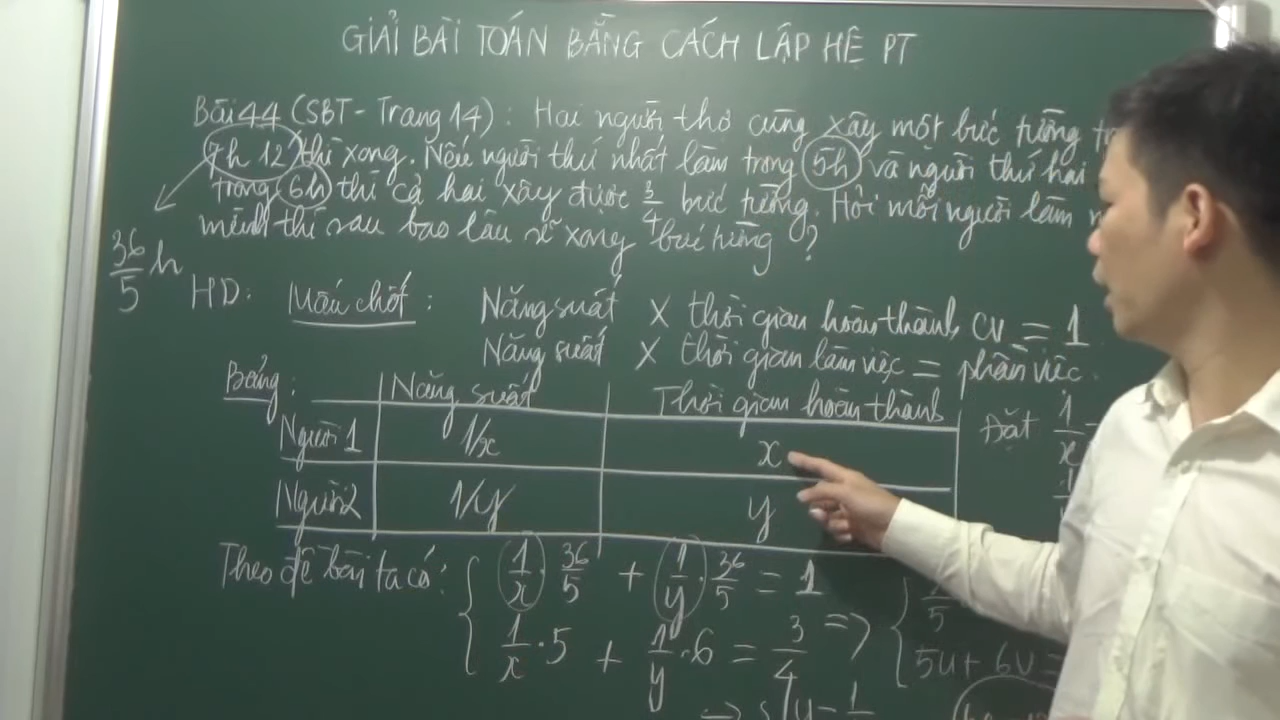 GIẢI BÀI TOÁN BẰNG CÁCH LẬP HỆ PT
Bài 44 (SBT - Trang 14) : Hai người thợ cùng xây một bức tường tr
7h 12 thì xong. Nếu người thứ nhất làm trong 5h và người thứ hai
trong 6h thì cả hai xây được 3/4 bức tường. Hỏi mỗi người làm m
mình thì sau bao lâu sẽ xong bức tường ?
36/5 h
HD: Mấu chốt : Năng suất x thời gian hoàn thành CV = 1
Năng suất x thời gian làm việc = phần việc.
Bảng: Năng suất Thời gian hoàn thành
Người 1 1/x x
Người 2 1/y y
Đặt 1/x
Theo đề bài ta có: { 1/x . 36/5 + 1/y . 36/5 = 1
1/x . 5 + 1/y . 6 = 3/4 => {
5u + 6v =